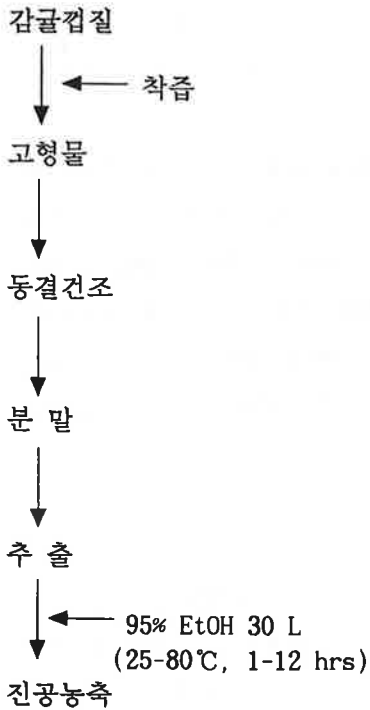 감귤껍질
착즙
고형물
동결건조
분 말
추 출
95% EtOH 30 L
(25-80℃, 1-12 hrs)
진공농축